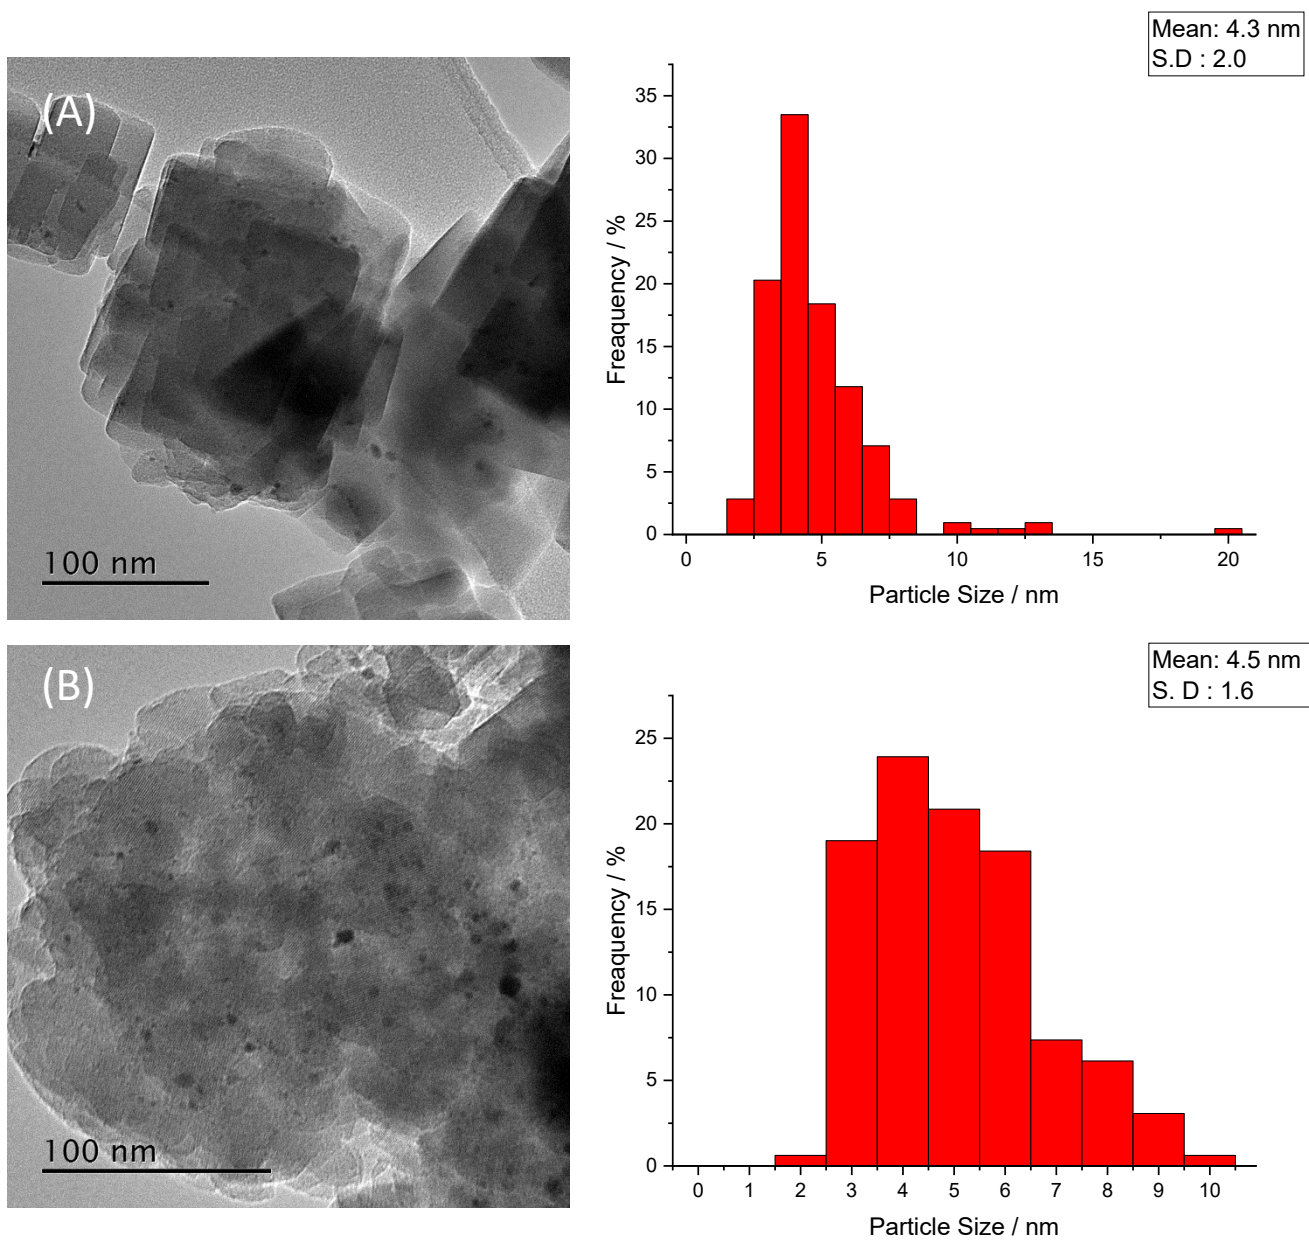 (A)
100 nm
Mean: 4.3 nm
S.D : 2.0
Freaquency / %
35
30
25
20
15
10
5
0
0 5 10 15 20
Particle Size / nm
(B)
100 nm
Mean: 4.5 nm
S. D : 1.6
Freaquency / %
25
20
15
10
5
0
0 1 2 3 4 5 6 7 8 9 10
Particle Size / nm